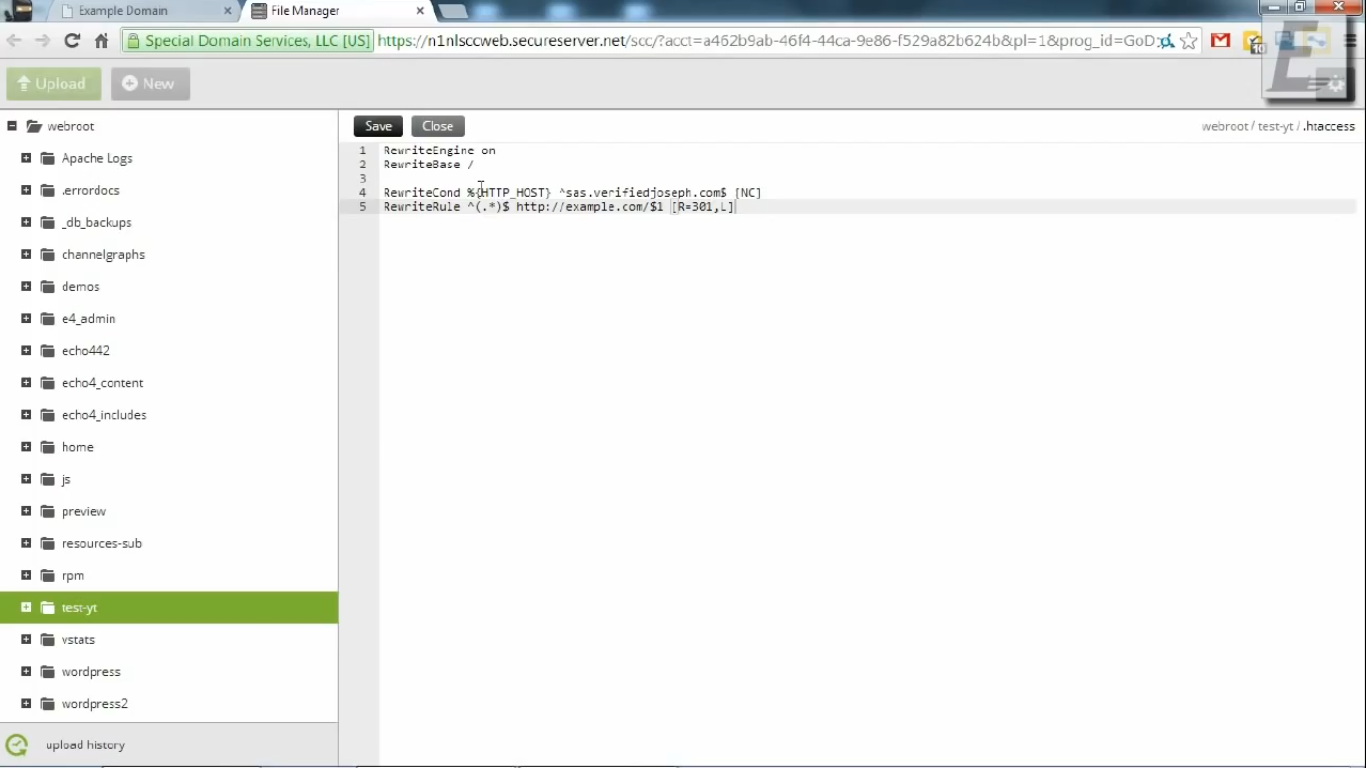 Example Domain
File Manager
Special Domain Services, LLC [US]
https://n1nlsccweb.secureserver.net/scc/?acct=a462b9ab-46f4-44ca-9e86-f529a82b624b&pl=1&prog_id=GoD
10
E
Upload
New
webroot
Apache Logs
.errordocs
_db_backups
channelgraphs
demos
e4_admin
echo442
echo4_content
echo4_includes
home
js
preview
resources-sub
rpm
test-yt
vstats
wordpress
wordpress2
upload history
Save
Close
webroot / test-yt / .htaccess
1 RewriteEngine on
2 RewriteBase /
3
4 RewriteCond %{HTTP_HOST} ^sas.verifiedjoseph.com$ [NC]
5 RewriteRule ^(.*)$ http://example.com/$1 [R=301,L]